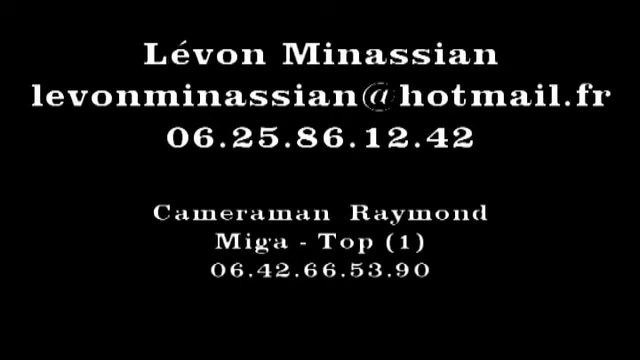 Lévon Minassian
levonminassian@hotmail.fr
06.25.86.12.42
Cameraman Raymond
Miga - Top (1)
06.42.66.53.90